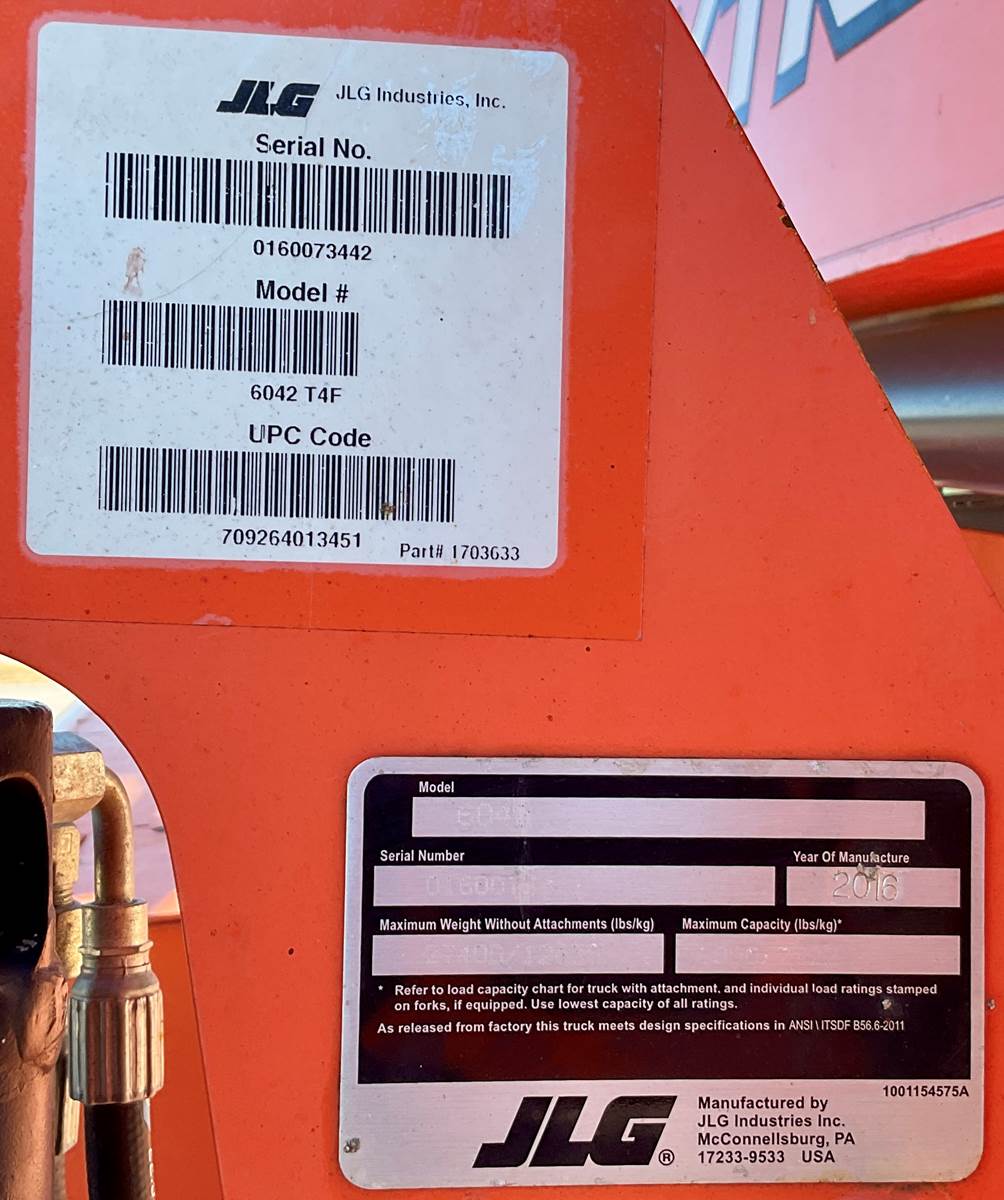 JLG JLG Industries, Inc.
Serial No.
0160073442
Model #
6042 T4F
UPC Code
709264013451
Part# 1703633
Model
Serial Number
Year Of Manufacture
2016
Maximum Weight Without Attachments (lbs/kg)
Maximum Capacity (lbs/kg)*
* Refer to load capacity chart for truck with attachment. and individual load ratings stamped
on forks, if equipped. Use lowest capacity of all ratings.
As released from factory this truck meets design specifications in ANSI \ ITSDF B56.6-2011
1001154575A
JLG®
Manufactured by
JLG Industries Inc.
McConnellsburg, PA
17233-9533 USA